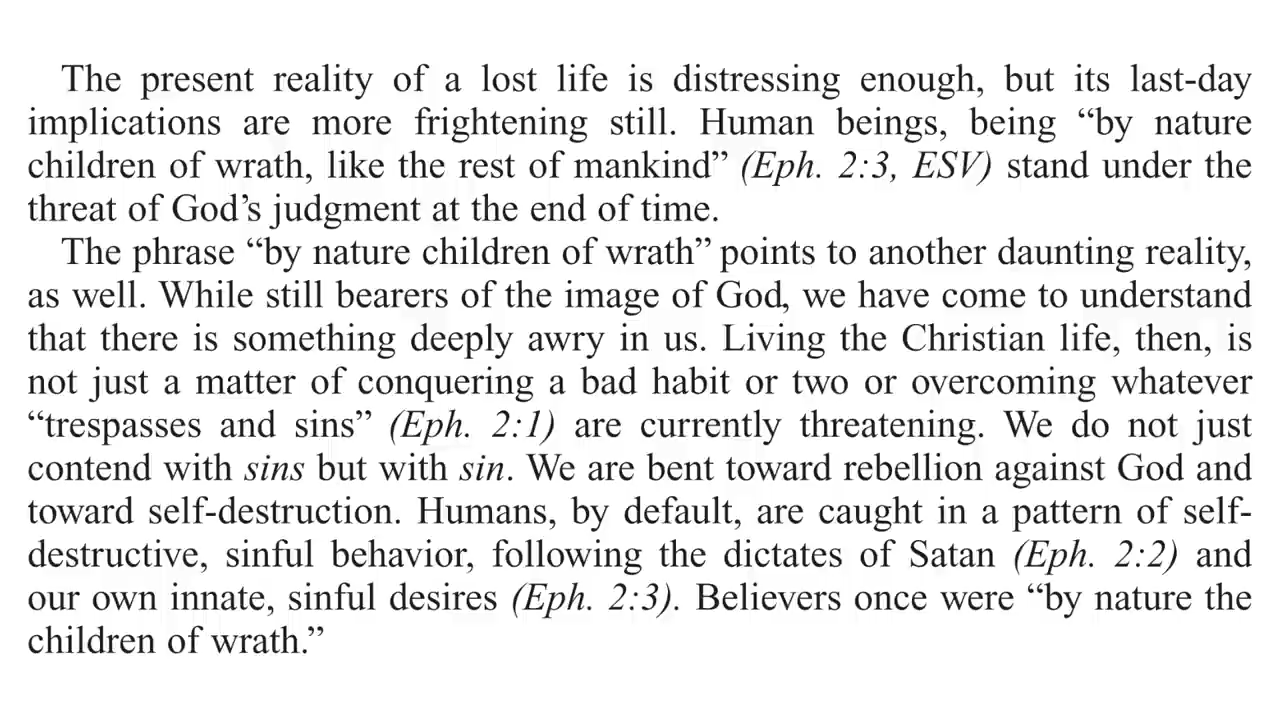 The present reality of a lost life is distressing enough, but its last-day
implications are more frightening still. Human beings, being “by nature
children of wrath, like the rest of mankind” (Eph. 2:3, ESV) stand under the
threat of God’s judgment at the end of time.
The phrase “by nature children of wrath” points to another daunting reality,
as well. While still bearers of the image of God, we have come to understand
that there is something deeply awry in us. Living the Christian life, then, is
not just a matter of conquering a bad habit or two or overcoming whatever
“trespasses and sins” (Eph. 2:1) are currently threatening. We do not just
contend with sins but with sin. We are bent toward rebellion against God and
toward self-destruction. Humans, by default, are caught in a pattern of self-
destructive, sinful behavior, following the dictates of Satan (Eph. 2:2) and
our own innate, sinful desires (Eph. 2:3). Believers once were “by nature the
children of wrath.”